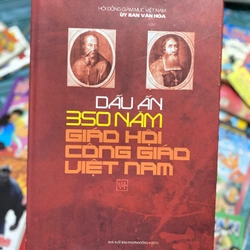 HỘI ĐỒNG GIÁM MỤC VIỆT NAM
ỦY BAN VĂN HÓA
DẤU ẤN
350 NĂM
GIÁO HỘI
CÔNG GIÁO
VIỆT NAM